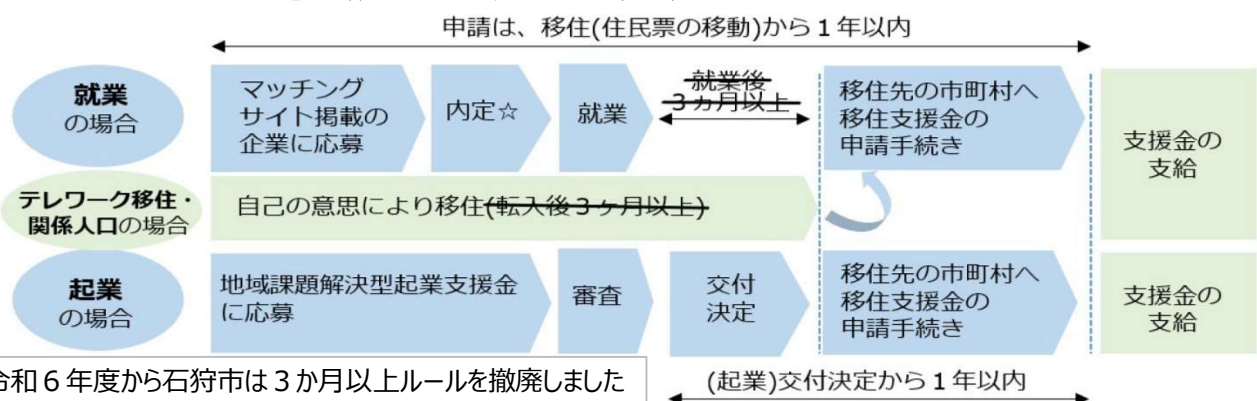 申請は、移住(住民票の移動)から１年以内
就業
の場合
マッチング
サイト掲載の
企業に応募
内定☆
就業
就業後
３ヵ月以上
移住先の市町村へ
移住支援金の
申請手続き
支援金の
支給
テレワーク移住・
関係人口の場合
自己の意思により移住(転入後３ヶ月以上)
起業
の場合
地域課題解決型起業支援金
に応募
審査
交付
決定
移住先の市町村へ
移住支援金の
申請手続き
支援金の
支給
令和６年度から石狩市は３か月以上ルールを撤廃しました
(起業)交付決定から１年以内